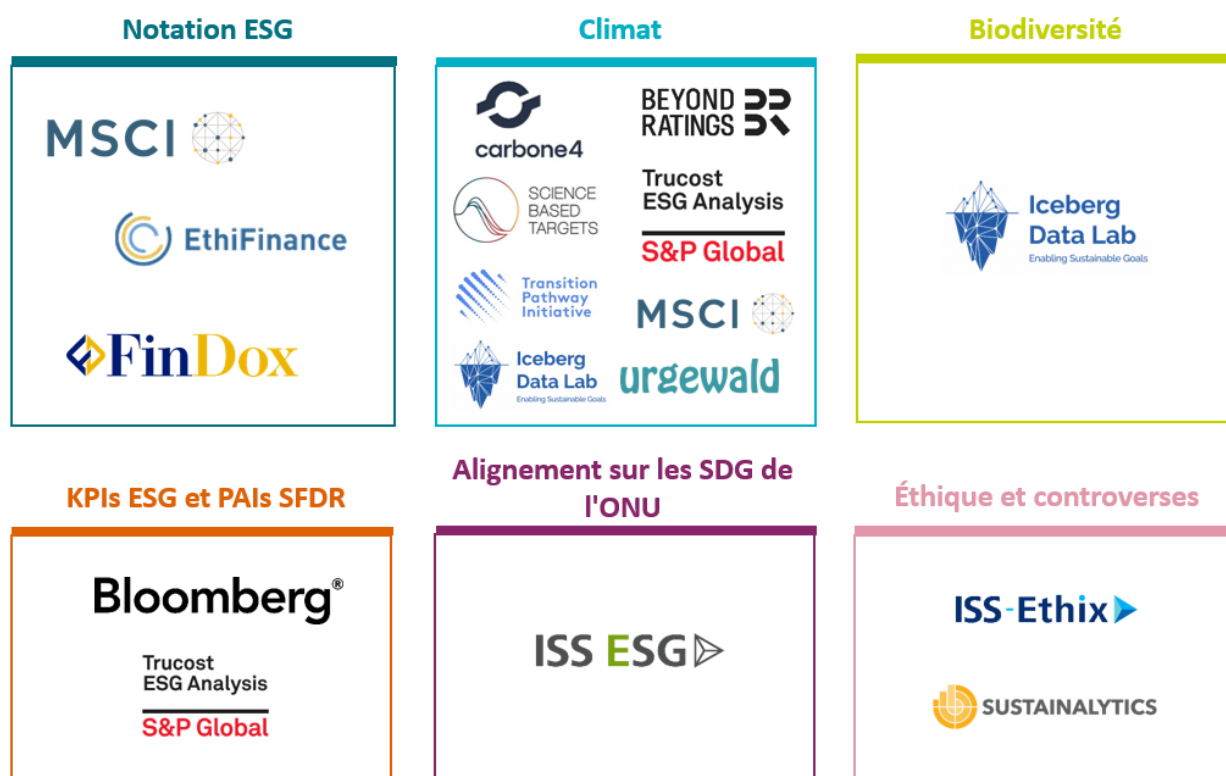 Notation ESG
MSCI
EthiFinance
FinDox
Climat
carbone4
BEYOND
RATINGS
SCIENCE
BASED
TARGETS
Trucost
ESG Analysis
S&P Global
Transition
Pathway
Initiative
MSCI
Iceberg
Data Lab
Enabling Sustainable Goals
urgewald
Biodiversité
Iceberg
Data Lab
Enabling Sustainable Goals
KPIs ESG et PAIs SFDR
Bloomberg®
Trucost
ESG Analysis
S&P Global
Alignement sur les SDG de
l'ONU
ISS ESG
Éthique et controverses
ISS-Ethix
SUSTAINALYTICS